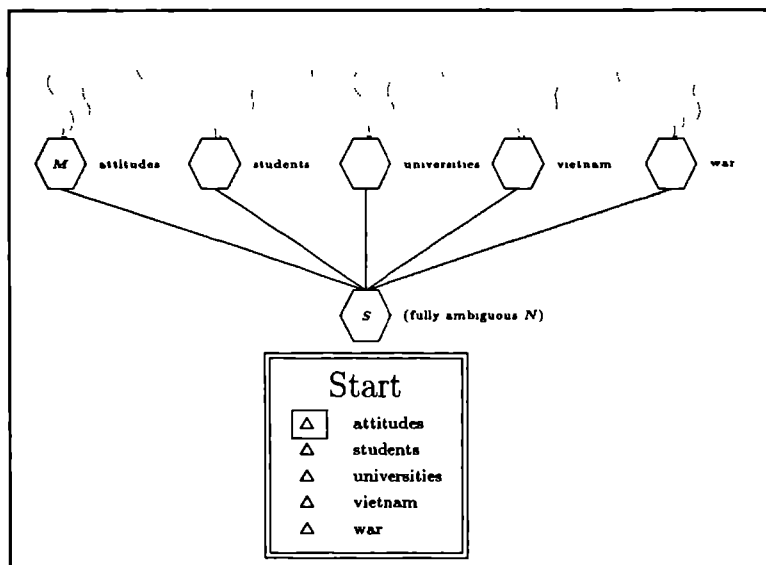 M attitudes students universities vietnam war
S (fully ambiguous N)
Start
△ attitudes
△ students
△ universities
△ vietnam
△ war